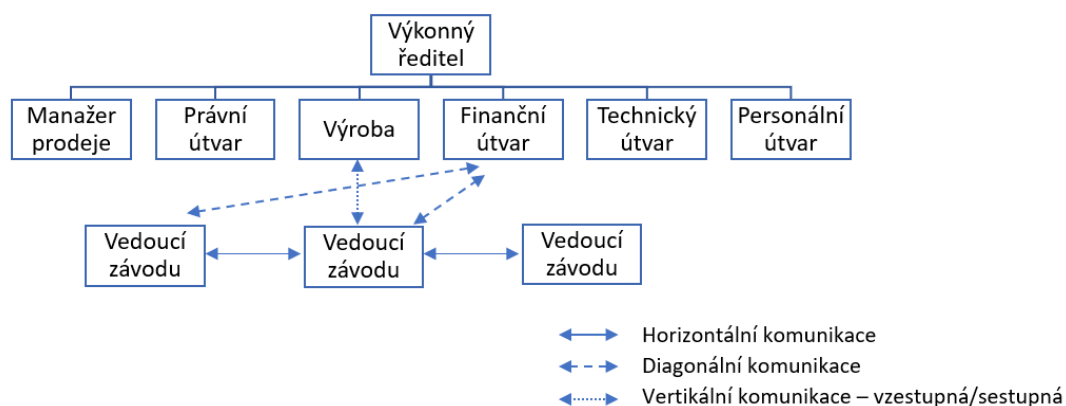 Výkonný
ředitel
Manažer
prodeje
Právní
útvar
Výroba
Finanční
útvar
Technický
útvar
Personální
útvar
Vedoucí
závodu
Vedoucí
závodu
Vedoucí
závodu
Horizontální komunikace
Diagonální komunikace
Vertikální komunikace – vzestupná/sestupná